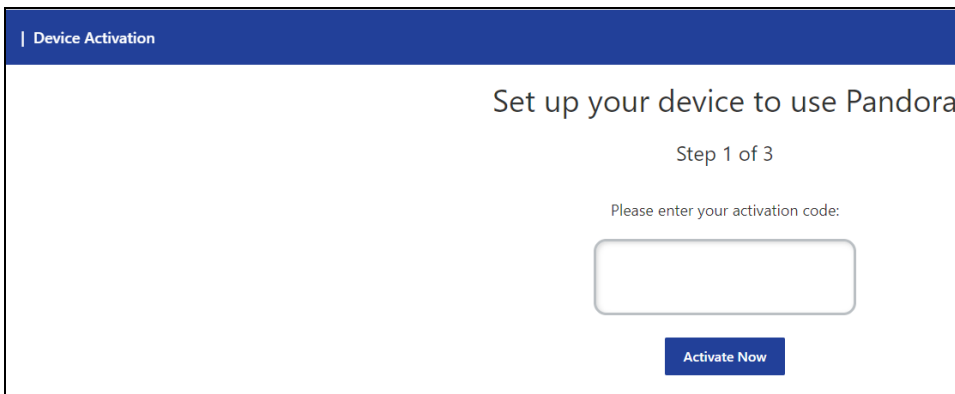 | Device Activation
Set up your device to use Pandora
Step 1 of 3
Please enter your activation code:
Activate Now